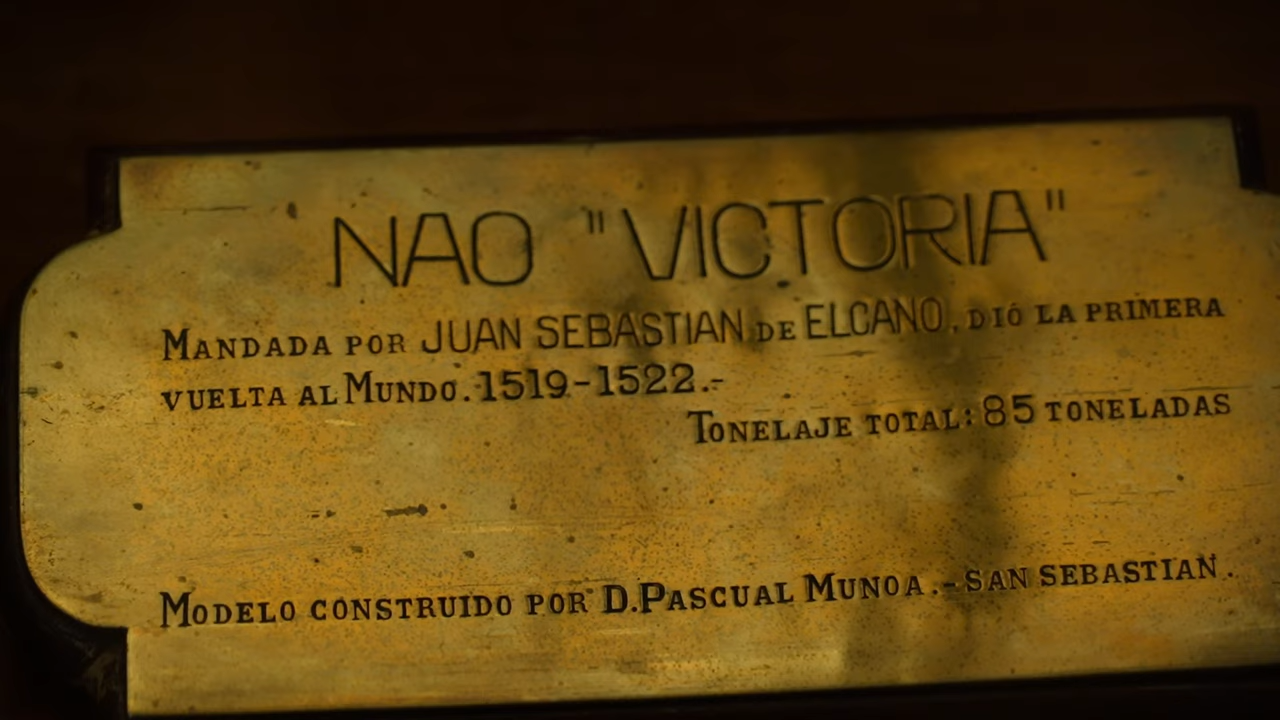 NAO "VICTORIA"
MANDADA POR JUAN SEBASTIAN DE ELCANO, DIÓ LA PRIMERA
VUELTA AL MUNDO. 1519-1522.-
TONELAJE TOTAL: 85 TONELADAS
MODELO CONSTRUIDO POR D.PASCUAL MUNOA.-SAN SEBASTIAN.